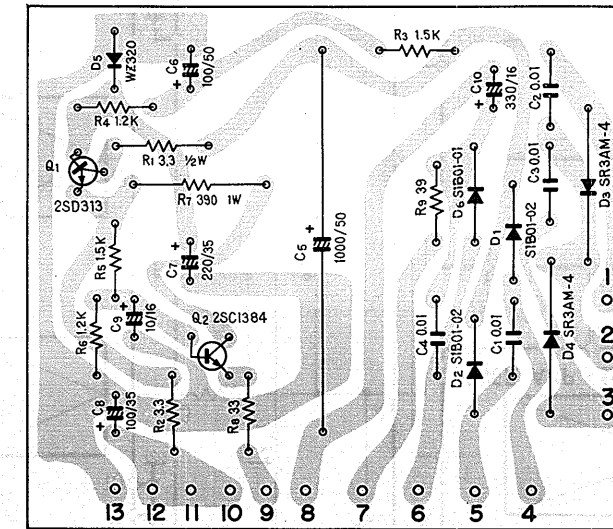 R3 1.5K
D5
WZ320
C6
100/50
+
C10
330/16
+
C2 0.01
R4 1.2K
Q1
2SD313
R1 3.3 ½W
R7 390 1W
C5
1000/50
+
R9 39
D6 S1B01-01
D1
S1B01-02
C3 0.01
D3 SR3AM-4
R5 1.5K
C7
220/35
+
C9
10/16
+
R6 1.2K
Q2 2SC1384
C4 0.01
D2 S1B01-02
C1 0.01
D4 SR3AM-4
1
2
3
C8
100/35
+
R2 3.3
R8 33
13 12 11 10 9 8 7 6 5 4